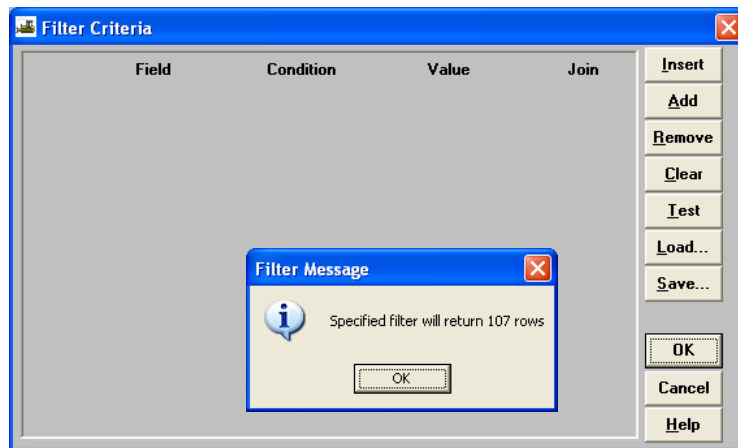 Filter Criteria
Field Condition Value Join
Insert
Add
Remove
Clear
Test
Load...
Save...
Filter Message
Specified filter will return 107 rows
OK
OK
Cancel
Help